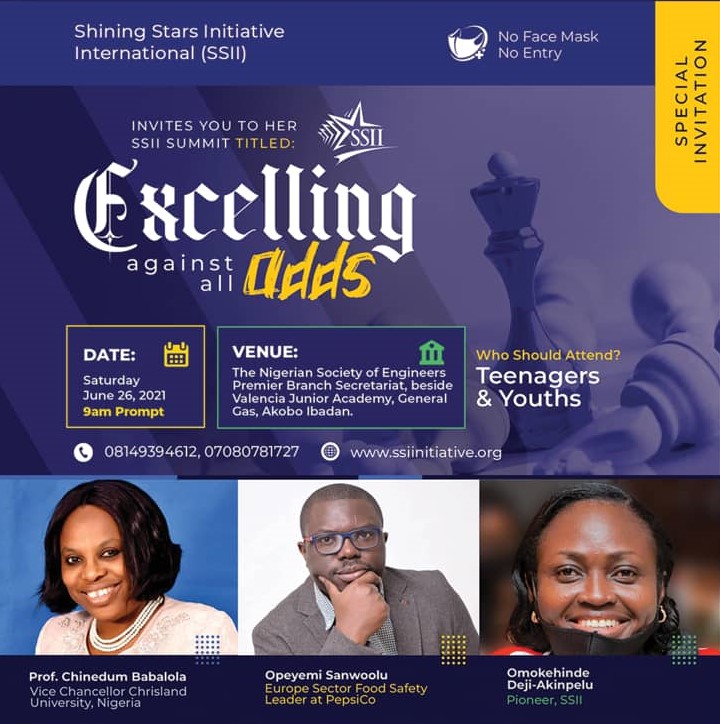 Shining Stars Initiative
International (SSII)
No Face Mask
No Entry
SPECIAL
INVITATION
INVITES YOU TO HER
SSII SUMMIT TITLED:
SSII
Excelling
against
all odds
DATE:
Saturday
June 26, 2021
9am Prompt
VENUE:
The Nigerian Society of Engineers
Premier Branch Secretariat, beside
Valencia Junior Academy, General
Gas, Akobo Ibadan.
Who Should Attend?
Teenagers
& Youths
08149394612, 07080781727
www.ssiinitiative.org
Prof. Chinedum Babalola
Vice Chancellor Chrisland
University, Nigeria
Opeyemi Sanwoolu
Europe Sector Food Safety
Leader at PepsiCo
Omokehinde
Deji-Akinpelu
Pioneer, SSII